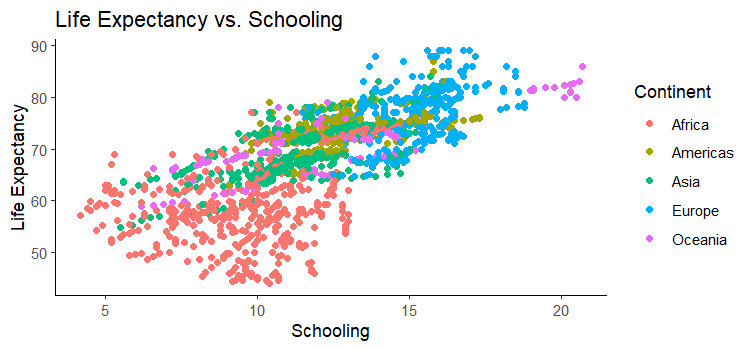 Life Expectancy vs. Schooling
90
80
70
60
50
Life Expectancy
5
10
15
20
Schooling
Continent
Africa
Americas
Asia
Europe
Oceania